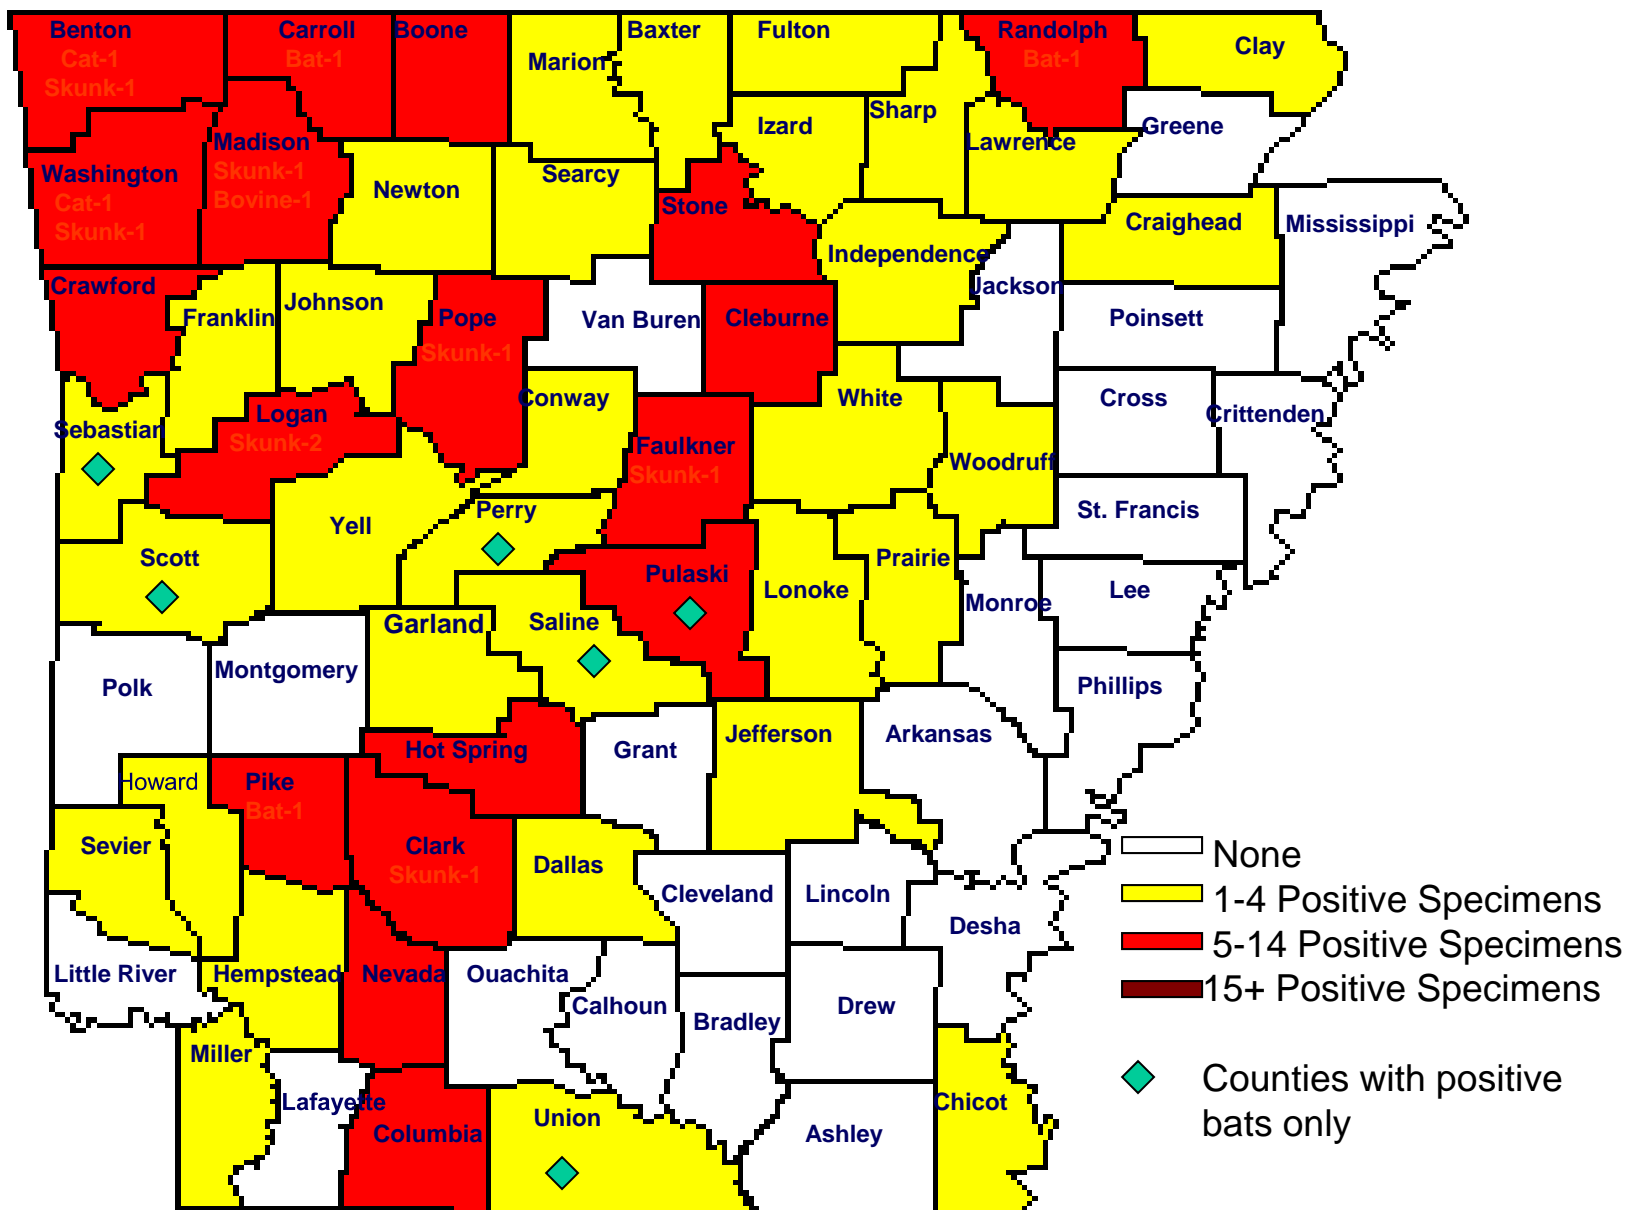 Benton
Cat-1
Skunk-1
Carroll
Bat-1
Boone
Marion
Baxter
Fulton
Randolph
Bat-1
Clay
Sharp
Izard
Lawrence
Greene
Washington
Cat-1
Skunk-1
Madison
Skunk-1
Bovine-1
Newton
Searcy
Stone
Independence
Jackson
Craighead
Mississippi
Crawford
Franklin
Johnson
Pope
Skunk-1
Van Buren
Cleburne
Poinsett
Sebastian
Logan
Skunk-2
Conway
Faulkner
Skunk-1
White
Woodruff
Cross
Crittenden
Scott
Yell
Perry
Pulaski
Lonoke
Prairie
Monroe
St. Francis
Lee
Polk
Montgomery
Garland
Saline
Phillips
Hot Spring
Grant
Jefferson
Arkansas
Howard
Pike
Bat-1
Sevier
Clark
Skunk-1
Dallas
Cleveland
Lincoln
Desha
Little River
Hempstead
Nevada
Ouachita
Calhoun
Bradley
Drew
Miller
Lafayette
Columbia
Union
Ashley
Chicot
None
1-4 Positive Specimens
5-14 Positive Specimens
15+ Positive Specimens
Counties with positive
bats only